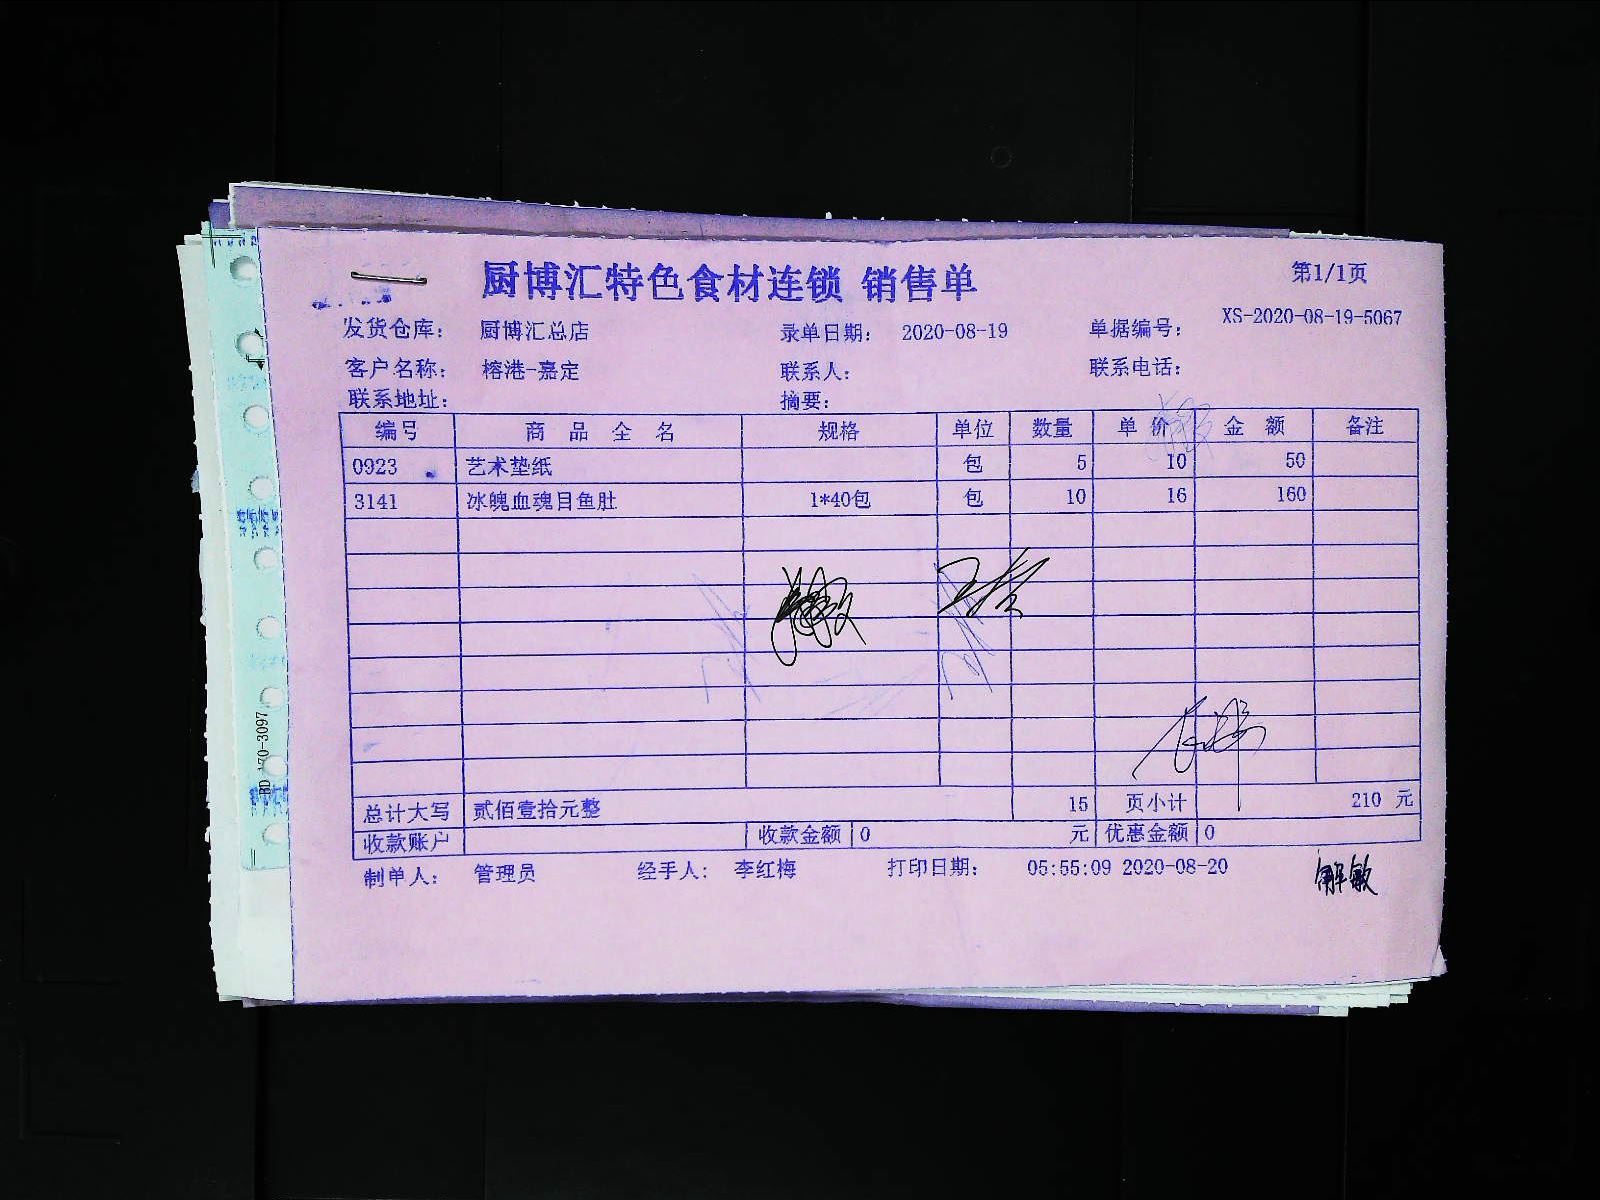 厨博汇特色食材连锁 销售单 第1/1页
发货仓库： 厨博汇总店 录单日期： 2020-08-19 单据编号： XS-2020-08-19-5067
客户名称： 榕港-嘉定 联系人： 联系电话：
联系地址： 摘要：
编号 商品全名 规格 单位 数量 单价 金额 备注
0923 艺术垫纸 包 5 10 50
3141 冰魄血魂目鱼肚 1*40包 包 10 16 160
总计大写 贰佰壹拾元整 15 页小计 210 元
收款账户 收款金额 0 元 优惠金额 0
制单人： 管理员 经手人： 李红梅 打印日期： 05:55:09 2020-08-20
解敏
70-3097